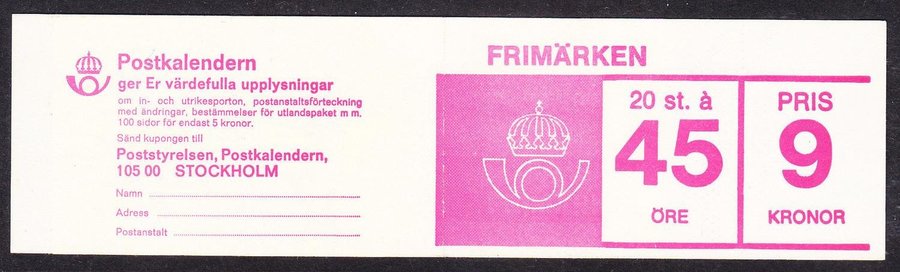 Postkalendern
ger Er värdefulla upplysningar
om in- och utrikesporton, postanstaltsförteckning
med ändringar, bestämmelser för utlandspaket m m.
100 sidor för endast 5 kronor.
Sänd kupongen till
Poststyrelsen, Postkalendern,
105 00 STOCKHOLM
Namn
Adress
Postanstalt
FRIMÄRKEN
20 st. à
45
ÖRE
PRIS
9
KRONOR